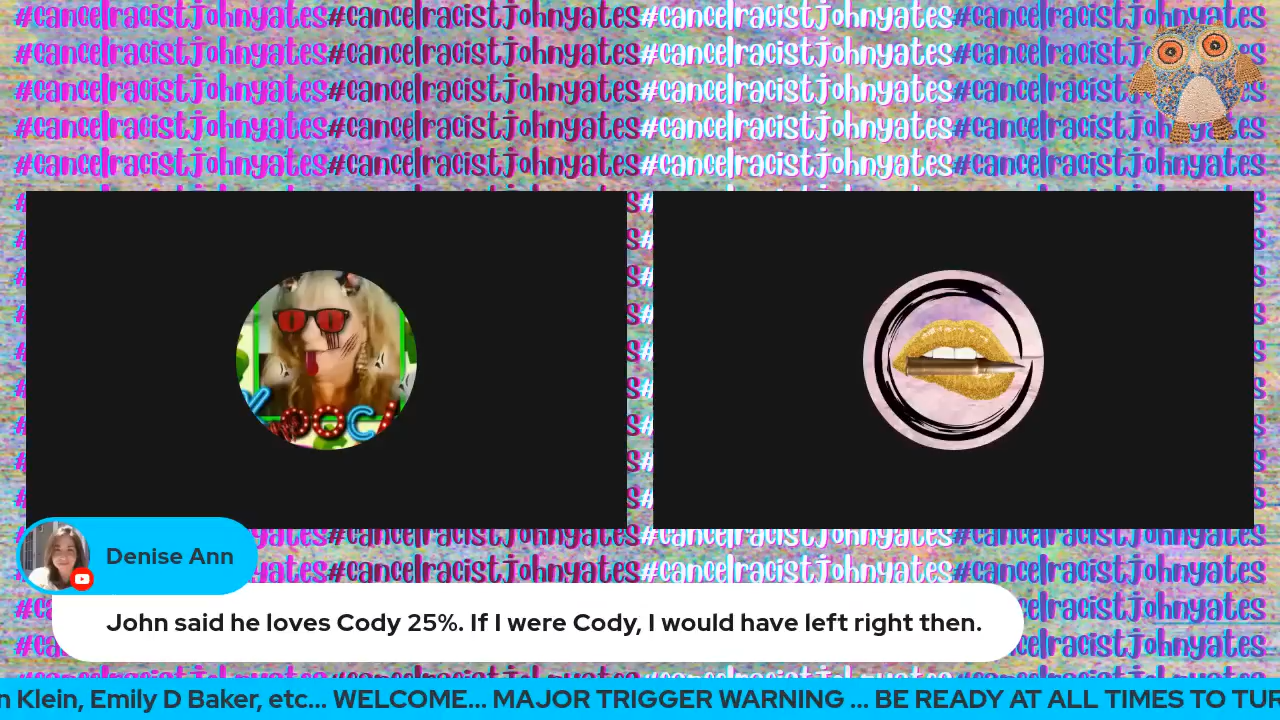 #cancelracistjohnyates#cancelracistjohnyates#cancelracistjohnyates#cancelracistjohnyates
#cancelracistjohnyates#cancelracistjohnyates#cancelracistjohnyates#cancelracistjohnyates
#cancelracistjohnyates#cancelracistjohnyates#cancelracistjohnyates#cancelracistjohnyates
#cancelracistjohnyates#cancelracistjohnyates#cancelracistjohnyates#cancelracistjohnyates
#cancelracistjohnyates#cancelracistjohnyates#cancelracistjohnyates#cancelracistjohnyates
Denise Ann
John said he loves Cody 25%. If I were Cody, I would have left right then.
Klein, Emily D Baker, etc... WELCOME... MAJOR TRIGGER WARNING ... BE READY AT ALL TIMES TO